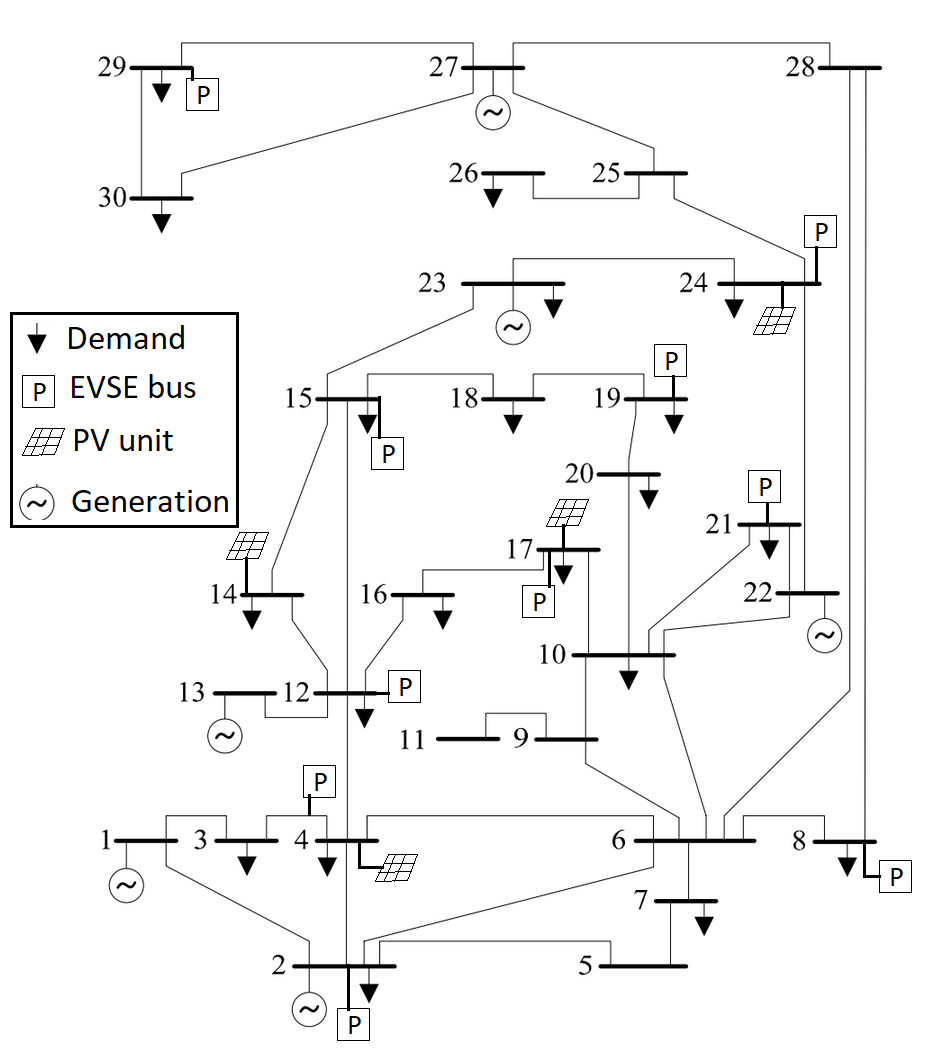 29 27 28
P
26 25
30
P
23 24
~
~
Demand
P EVSE bus
PV unit
~ Generation
P
15 18 19
P
20
P
21
17
14 16 22
P
~
10
13 12 P
~
11 9
P
1 3 4 6 8
P
~
7
2 5
~
P